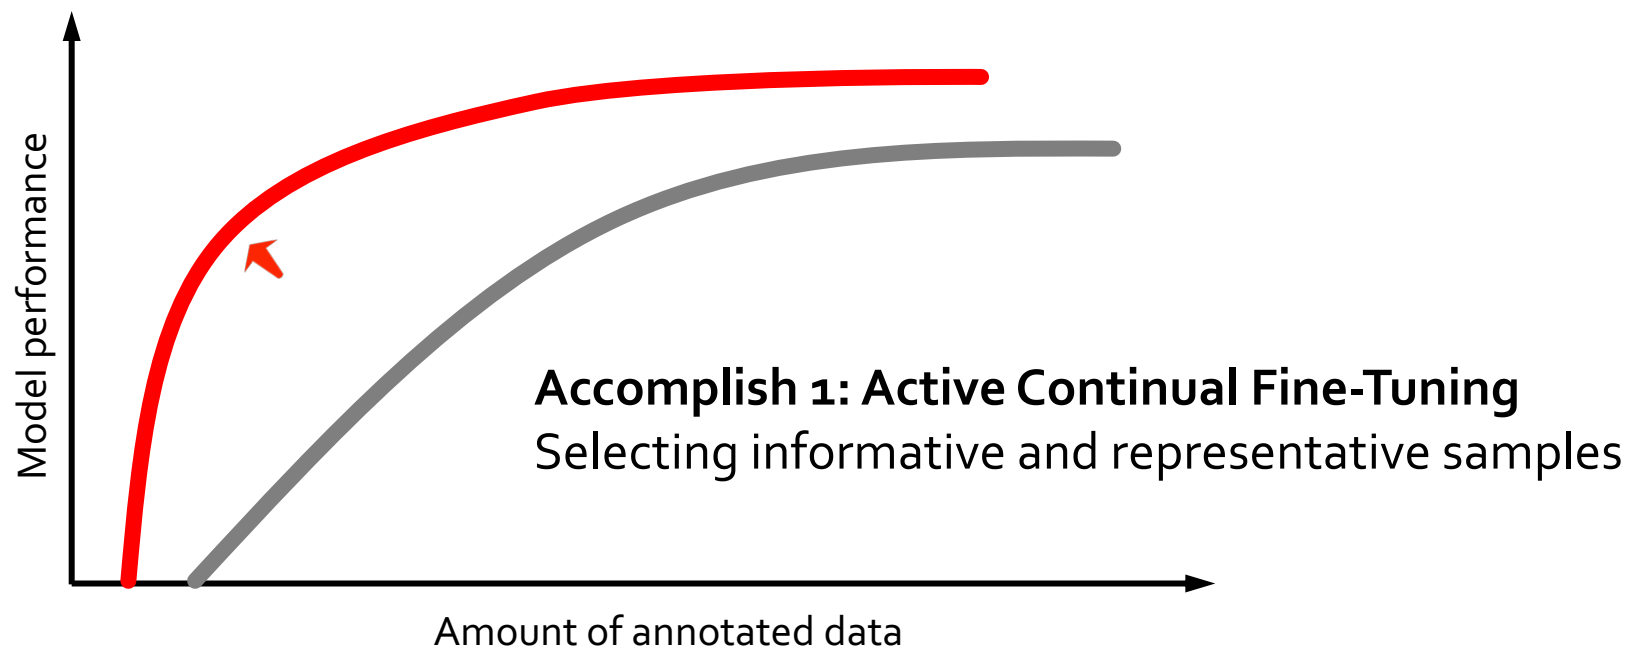 Model performance
Accomplish 1: Active Continual Fine-Tuning
Selecting informative and representative samples
Amount of annotated data